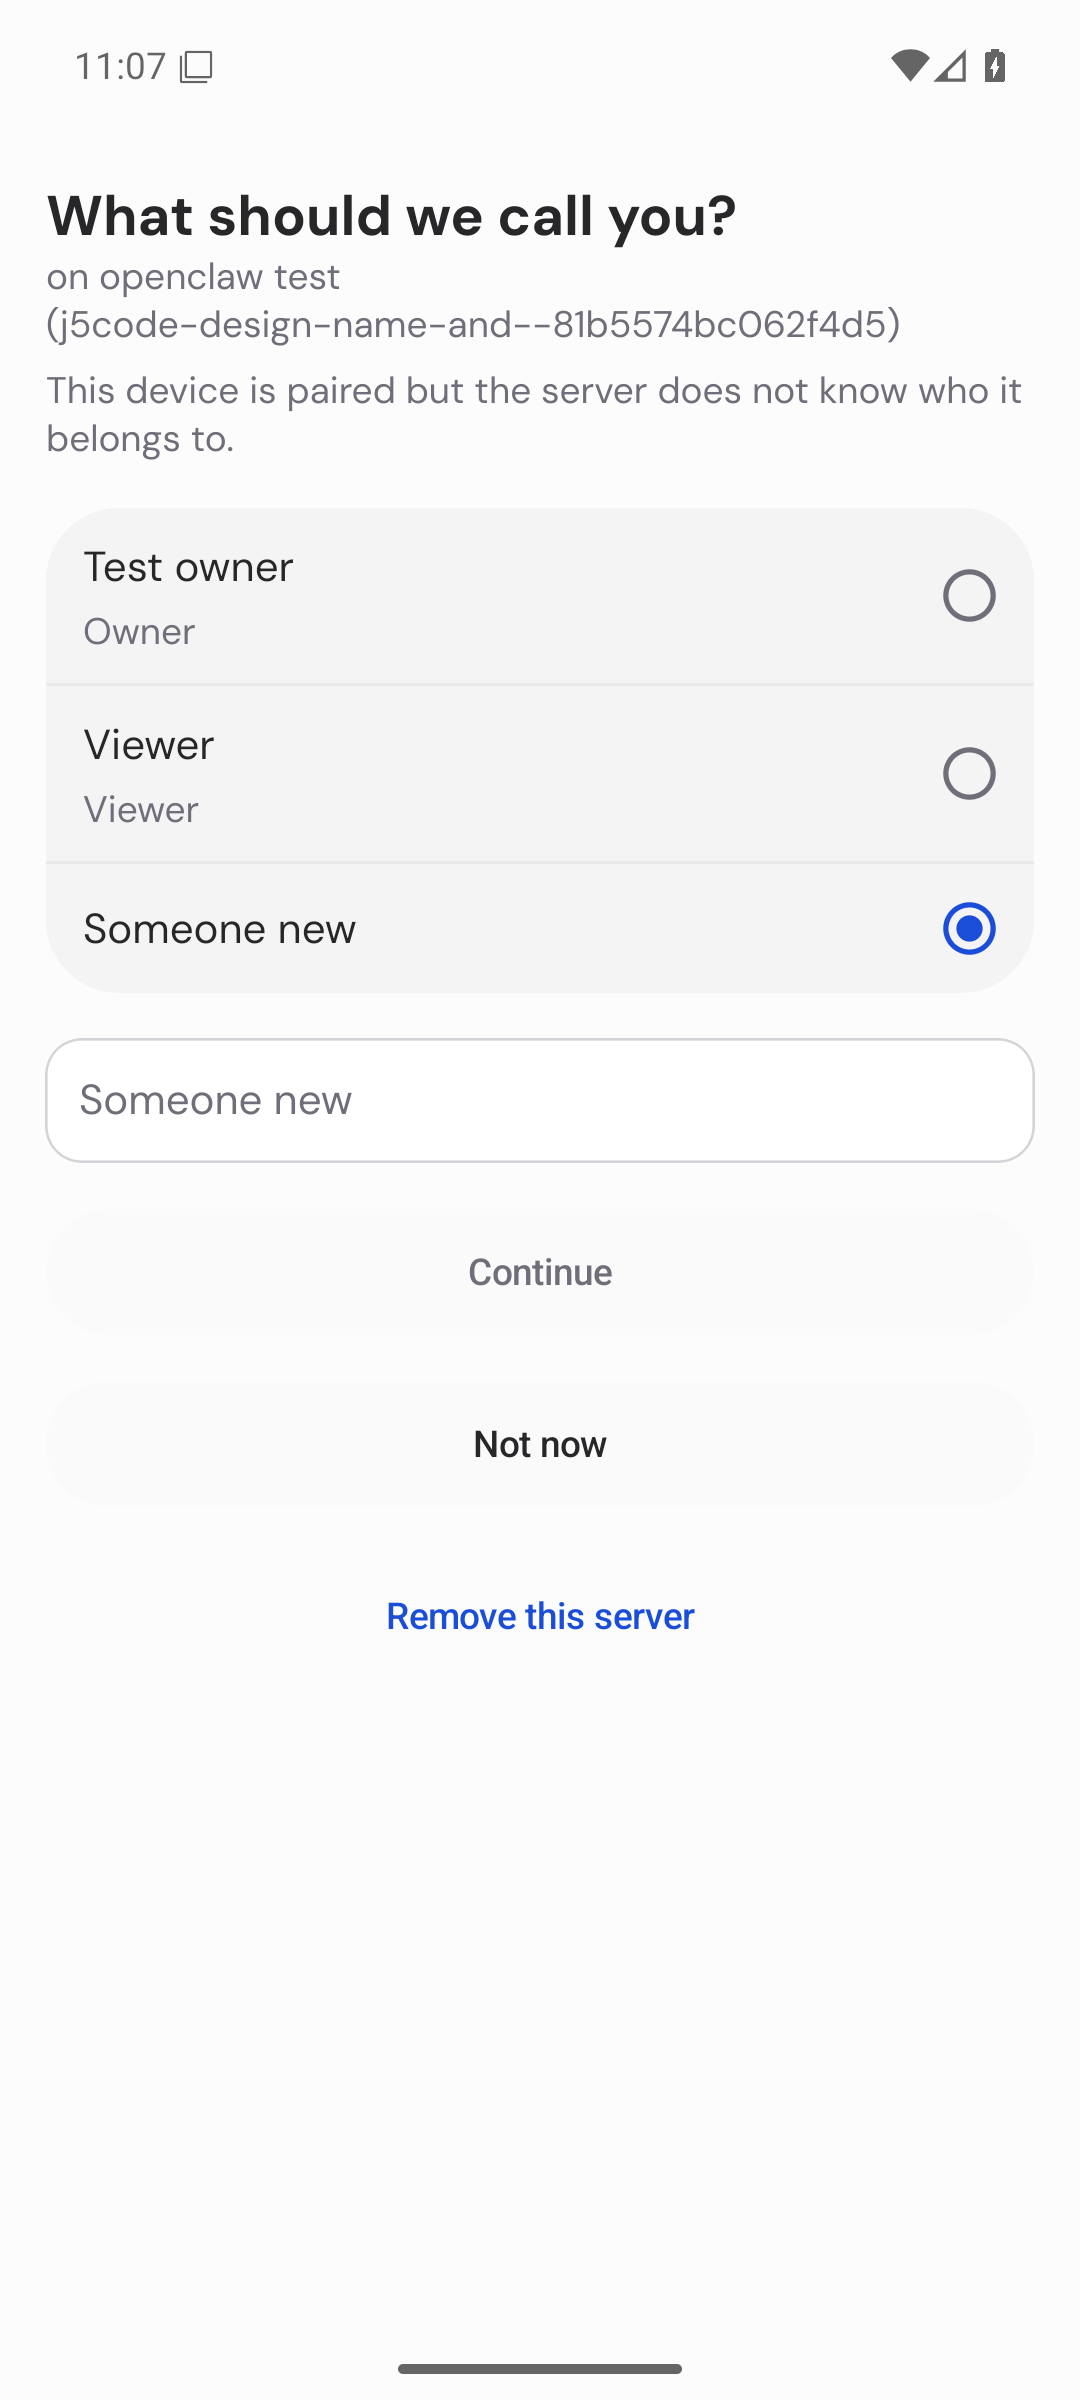 11:07
What should we call you?
on openclaw test
(j5code-design-name-and--81b5574bc062f4d5)
This device is paired but the server does not know who it
belongs to.
Test owner
Owner
Viewer
Viewer
Someone new
Someone new
Continue
Not now
Remove this server